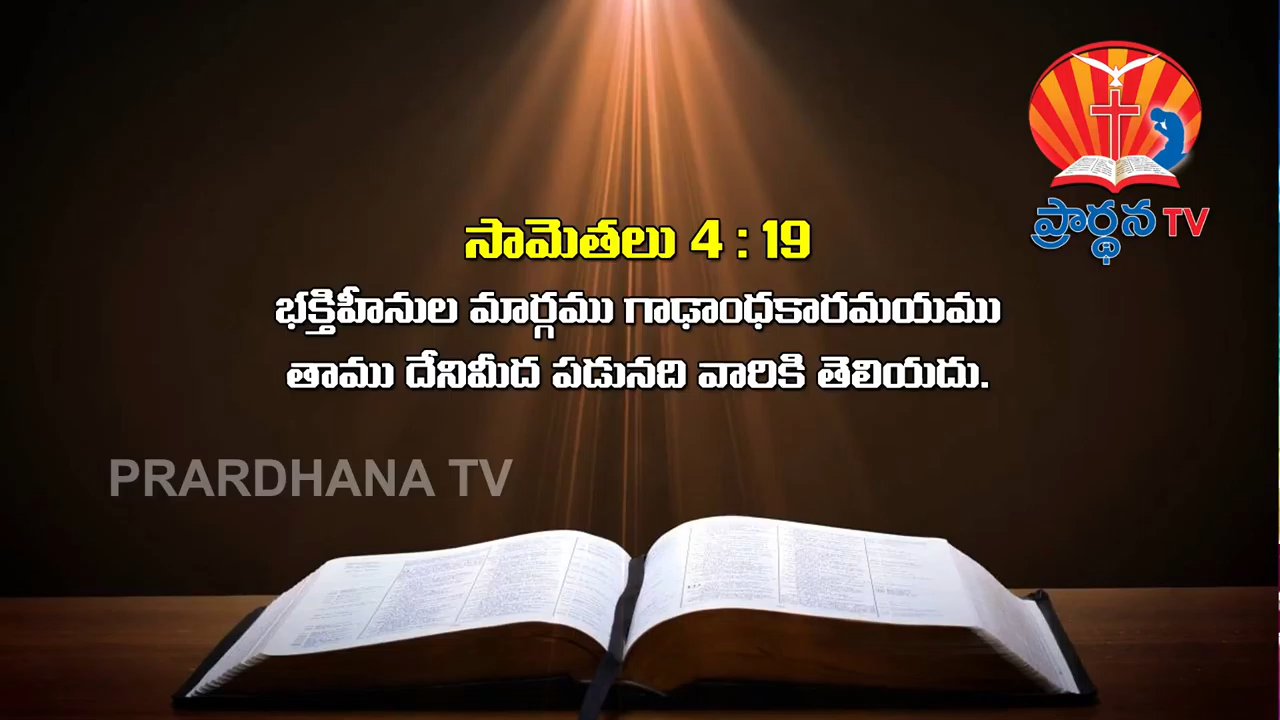 ప్రార్థన TV
సామెతలు 4 : 19
భక్తిహీనుల మార్గము గాఢాంధకారమయము
తాము దేనిమీద పడునది వారికి తెలియదు.
PRARDHANA TV